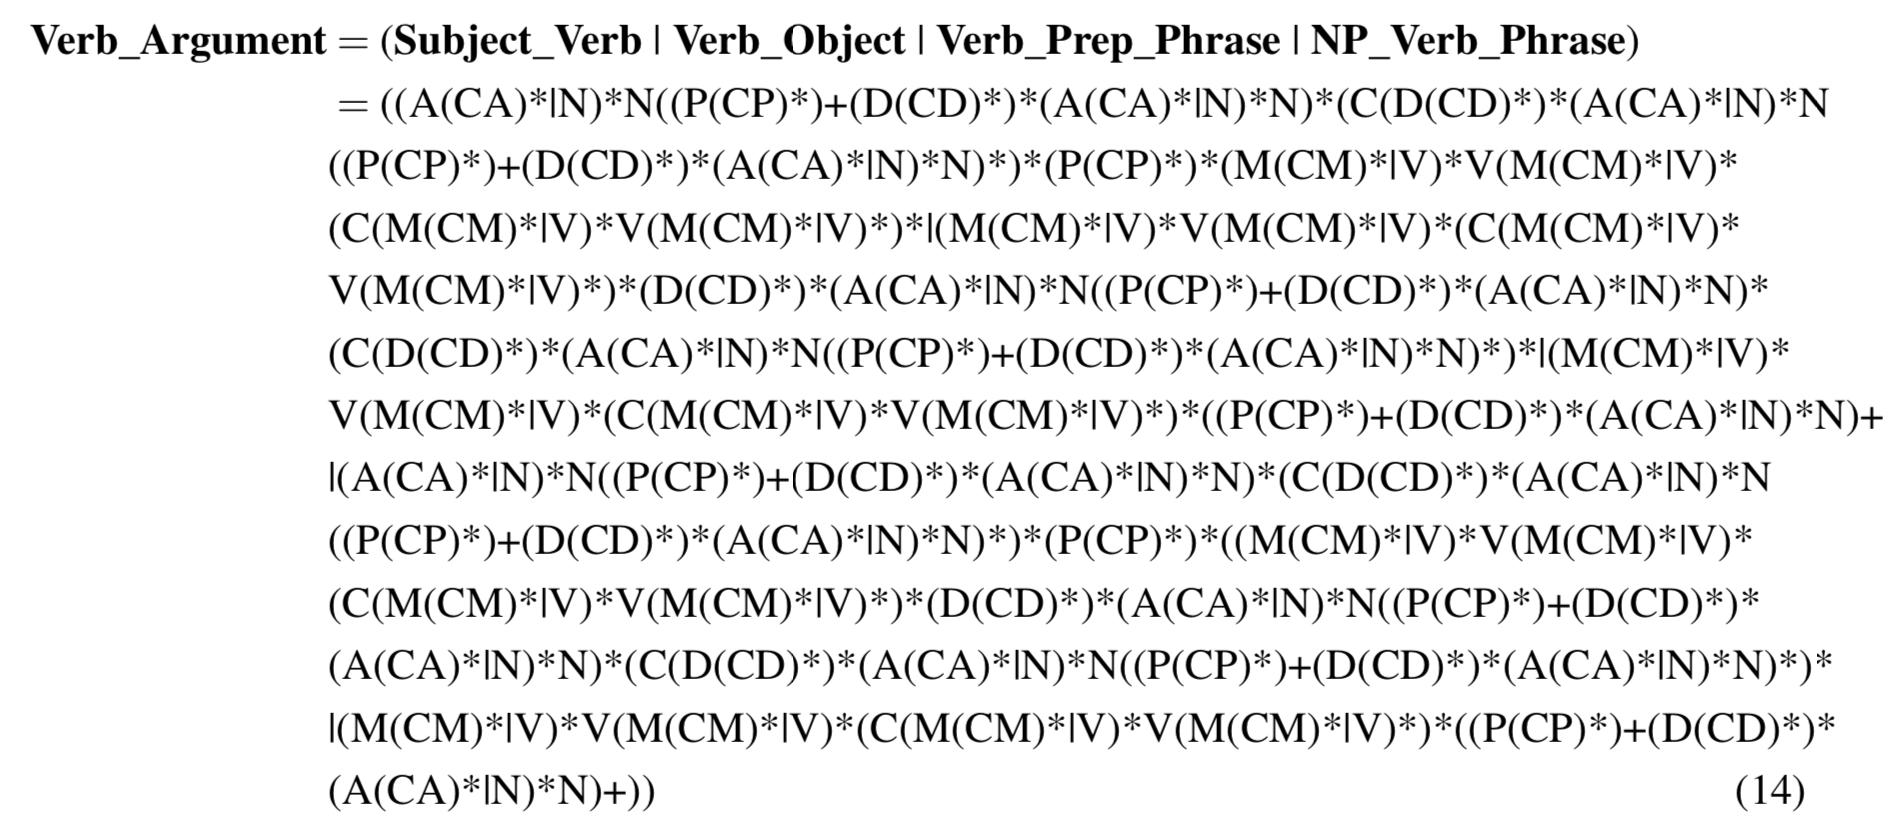 Verb_Argument = (Subject_Verb | Verb_Object | Verb_Prep_Phrase | NP_Verb_Phrase)
= ((A(CA)*|N)*N((P(CP)*)+(D(CD)*)*(A(CA)*|N)*N)*(C(D(CD)*)*(A(CA)*|N)*N
((P(CP)*)+(D(CD)*)*(A(CA)*|N)*N)*)*(P(CP)*)*(M(CM)*|V)*V(M(CM)*|V)*
(C(M(CM)*|V)*V(M(CM)*|V)*)*|(M(CM)*|V)*V(M(CM)*|V)*(C(M(CM)*|V)*
V(M(CM)*|V)*)*(D(CD)*)*(A(CA)*|N)*N((P(CP)*)+(D(CD)*)*(A(CA)*|N)*N)*
(C(D(CD)*)*(A(CA)*|N)*N((P(CP)*)+(D(CD)*)*(A(CA)*|N)*N)*)*|(M(CM)*|V)*
V(M(CM)*|V)*(C(M(CM)*|V)*V(M(CM)*|V)*)*((P(CP)*)+(D(CD)*)*(A(CA)*|N)*N)+
|(A(CA)*|N)*N((P(CP)*)+(D(CD)*)*(A(CA)*|N)*N)*(C(D(CD)*)*(A(CA)*|N)*N
((P(CP)*)+(D(CD)*)*(A(CA)*|N)*N)*)*(P(CP)*)*((M(CM)*|V)*V(M(CM)*|V)*
(C(M(CM)*|V)*V(M(CM)*|V)*)*(D(CD)*)*(A(CA)*|N)*N((P(CP)*)+(D(CD)*)*
(A(CA)*|N)*N)*(C(D(CD)*)*(A(CA)*|N)*N((P(CP)*)+(D(CD)*)*(A(CA)*|N)*N)*)*
|(M(CM)*|V)*V(M(CM)*|V)*(C(M(CM)*|V)*V(M(CM)*|V)*)*((P(CP)*)+(D(CD)*)*
(A(CA)*|N)*N)+)) (14)